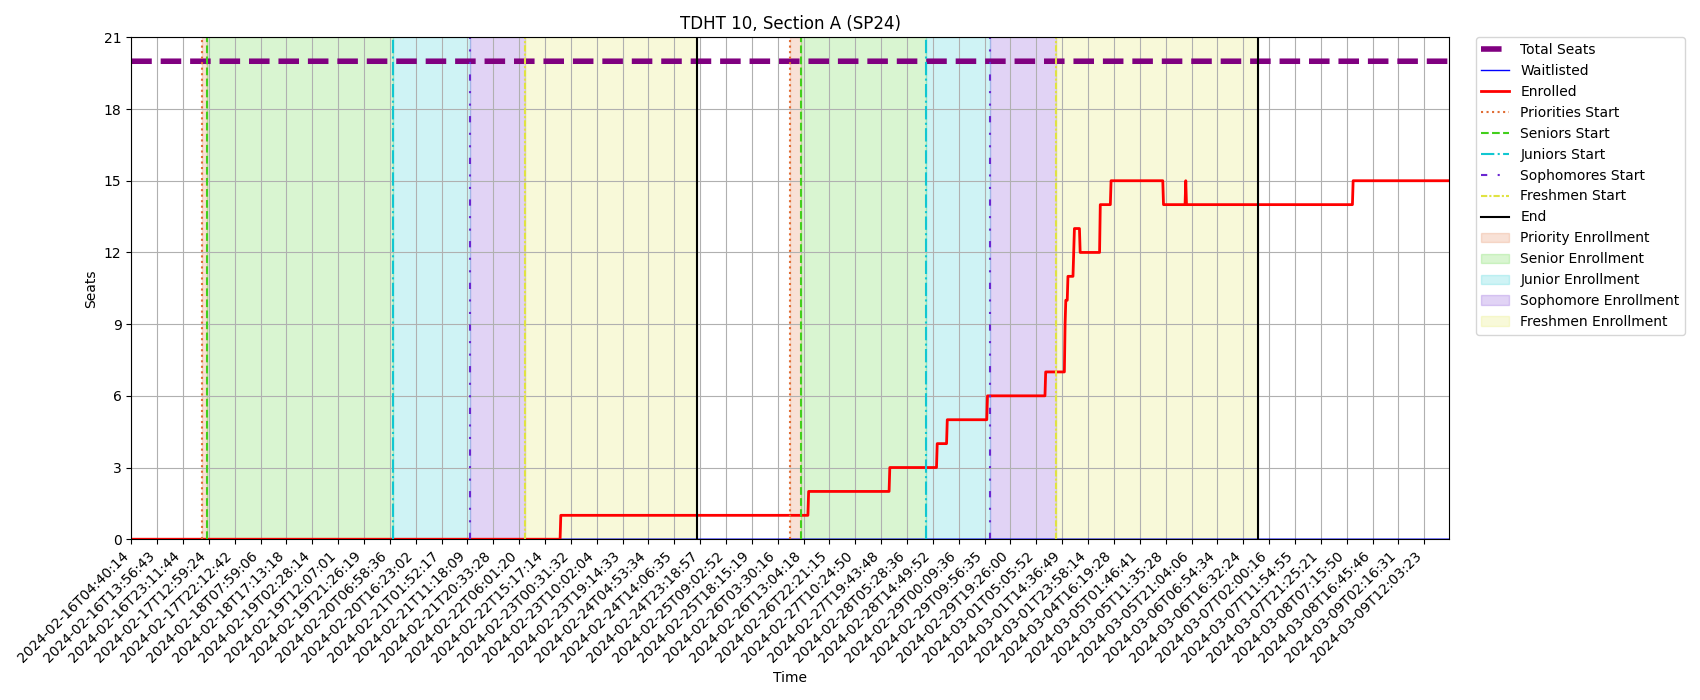 TDHT 10, Section A (SP24)
21
18
15
12
9
6
3
0
Seats
2024-02-16T04:40:14
2024-02-16T13:56:43
2024-02-16T23:11:44
2024-02-17T12:59:24
2024-02-17T22:12:42
2024-02-18T07:59:06
2024-02-18T17:13:18
2024-02-19T02:28:14
2024-02-19T12:07:01
2024-02-19T21:26:19
2024-02-20T06:58:36
2024-02-20T16:23:02
2024-02-21T01:52:17
2024-02-21T11:18:09
2024-02-21T20:33:28
2024-02-22T06:01:20
2024-02-22T15:17:14
2024-02-23T00:31:32
2024-02-23T10:02:04
2024-02-23T19:14:33
2024-02-24T04:53:34
2024-02-24T14:06:35
2024-02-24T23:18:57
2024-02-25T09:02:52
2024-02-25T18:15:19
2024-02-26T03:30:16
2024-02-26T13:04:18
2024-02-26T22:21:15
2024-02-27T10:24:50
2024-02-27T19:43:48
2024-02-28T05:28:36
2024-02-28T14:49:52
2024-02-29T00:09:36
2024-02-29T09:56:35
2024-02-29T19:26:00
2024-03-01T05:05:52
2024-03-01T14:36:49
2024-03-01T23:58:14
2024-03-04T16:19:28
2024-03-05T01:46:41
2024-03-05T11:35:28
2024-03-05T21:04:06
2024-03-06T06:54:34
2024-03-06T16:32:24
2024-03-07T02:00:16
2024-03-07T11:54:55
2024-03-07T21:25:21
2024-03-08T07:15:50
2024-03-08T16:45:46
2024-03-09T02:16:31
2024-03-09T12:03:23
Time
Total Seats
Waitlisted
Enrolled
Priorities Start
Seniors Start
Juniors Start
Sophomores Start
Freshmen Start
End
Priority Enrollment
Senior Enrollment
Junior Enrollment
Sophomore Enrollment
Freshmen Enrollment